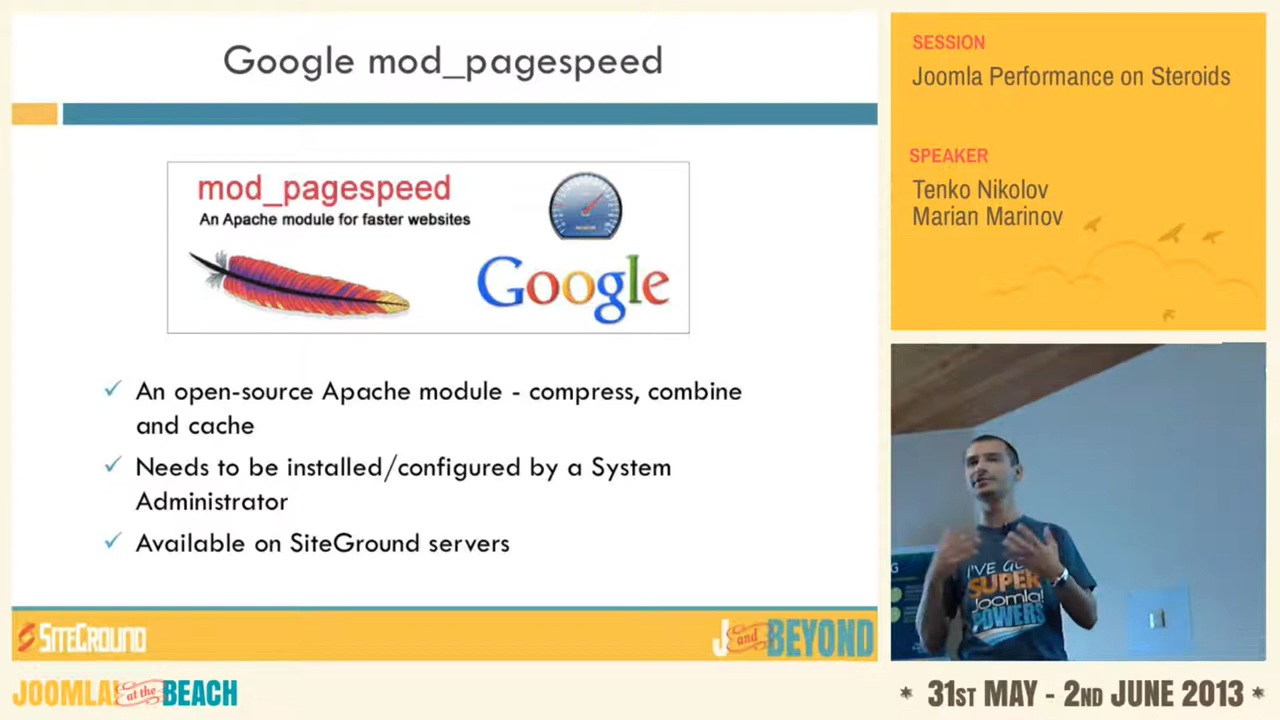 Google mod_pagespeed
mod_pagespeed
An Apache module for faster websites
Google
✓ An open-source Apache module - compress, combine
and cache
✓ Needs to be installed/configured by a System
Administrator
✓ Available on SiteGround servers
SITEGROUND
J and BEYOND
SESSION
Joomla Performance on Steroids
SPEAKER
Tenko Nikolov
Marian Marinov
G
I'VE GOT
SUPER
Joomla!
POWERS
JOOMLA! at the BEACH
* 31ST MAY - 2ND JUNE 2013 *